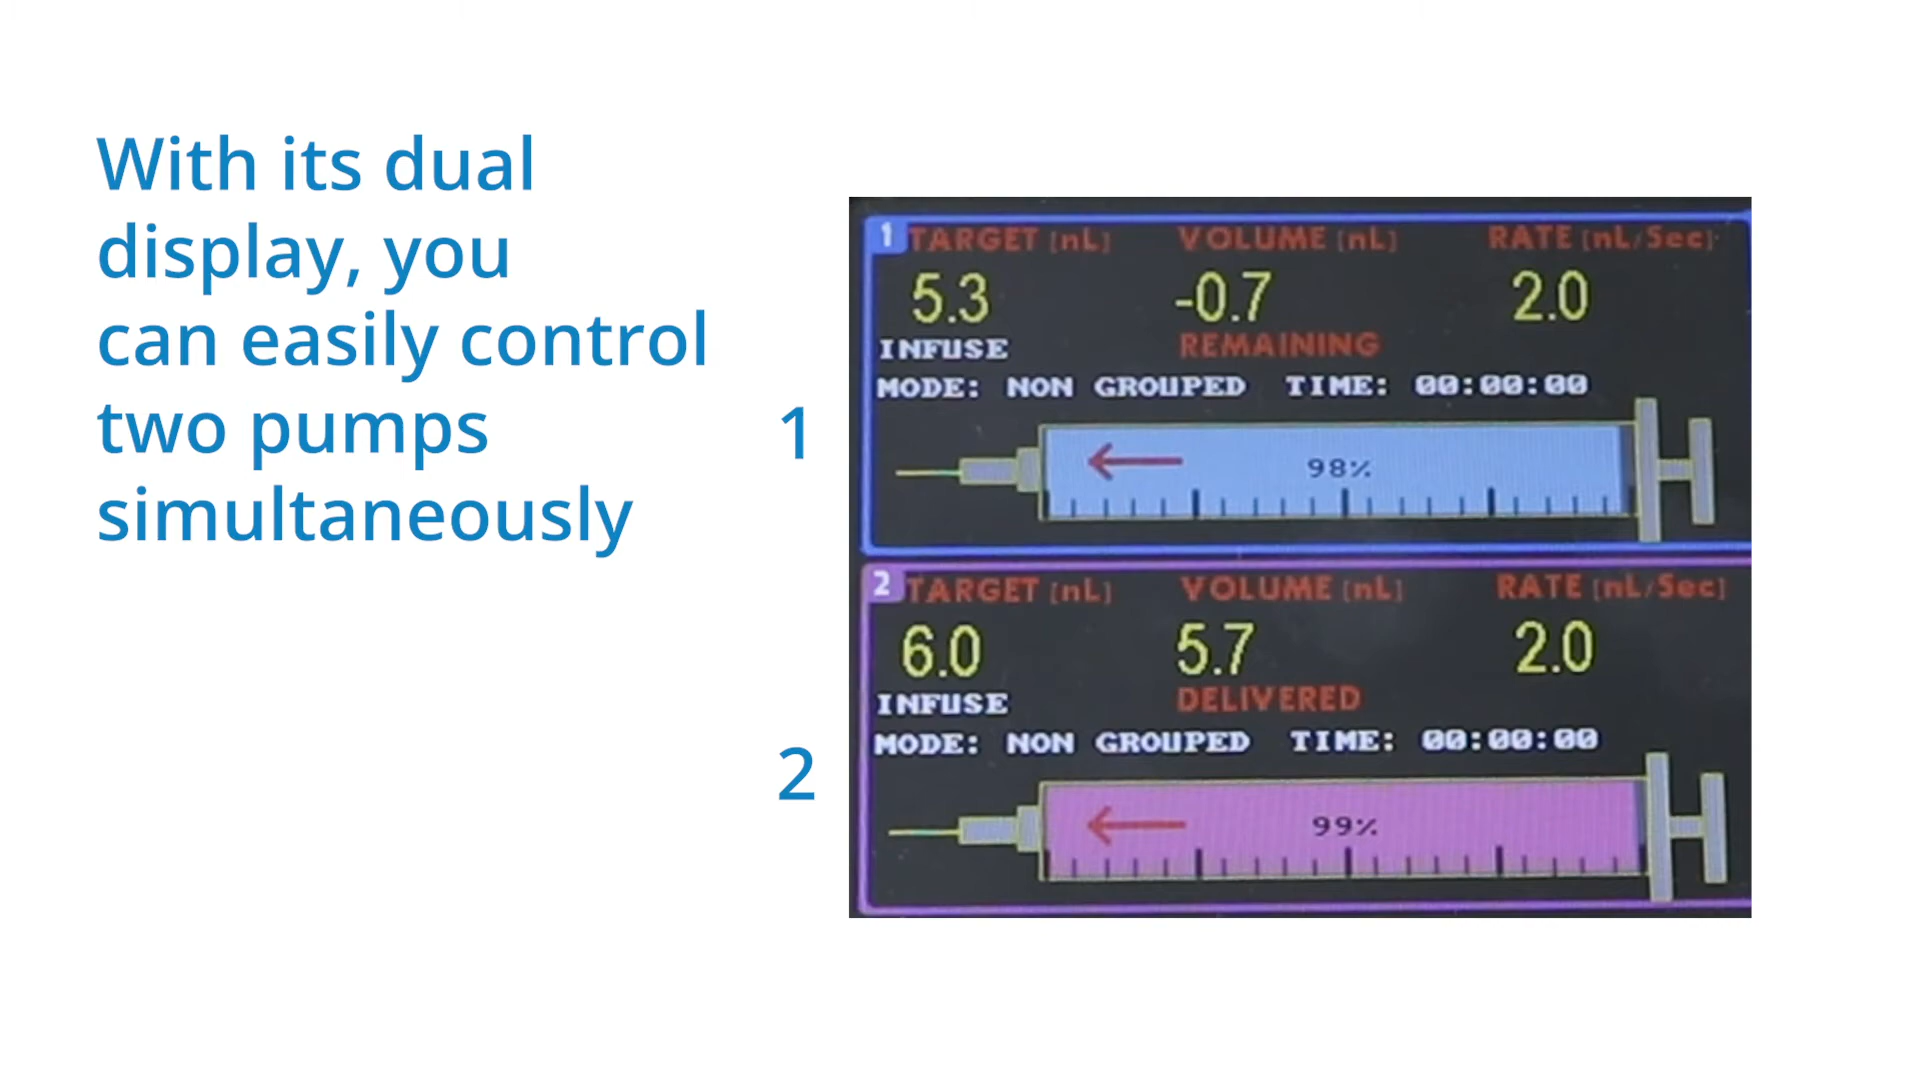 With its dual
display, you
can easily control
two pumps
simultaneously
1
1 TARGET [nL] VOLUME [nL] RATE [nL/Sec]
5.3 -0.7 2.0
INFUSE REMAINING
MODE: NON GROUPED TIME: 00:00:00
98%
2
2 TARGET [nL] VOLUME [nL] RATE [nL/Sec]
6.0 5.7 2.0
INFUSE DELIVERED
MODE: NON GROUPED TIME: 00:00:00
99%